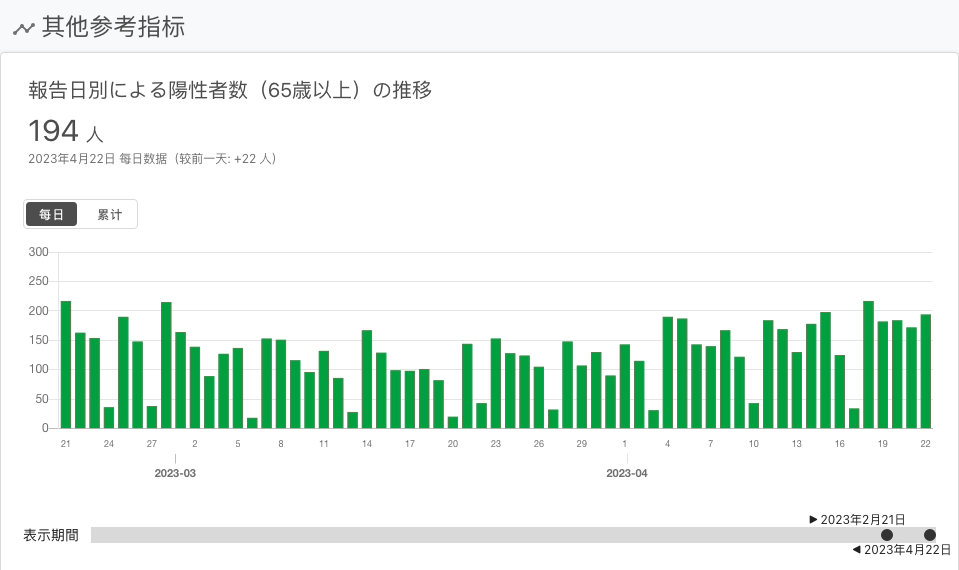 其他参考指标
報告日別による陽性者数（65歳以上）の推移
194 人
2023年4月22日 每日数据（较前一天: +22 人）
每日 累计
300
250
200
150
100
50
0
21 24 27 2 5 8 11 14 17 20 23 26 29 1 4 7 10 13 16 19 22
2023-03 2023-04
2023年2月21日
表示期間
2023年4月22日